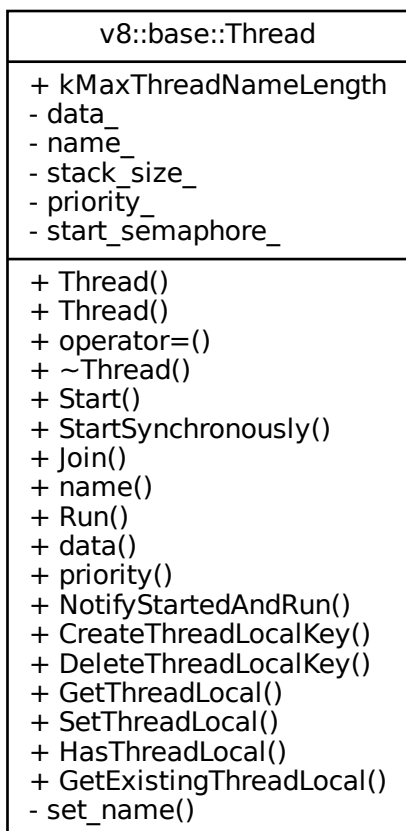 v8::base::Thread
+ kMaxThreadNameLength
- data_
- name_
- stack_size_
- priority_
- start_semaphore_
+ Thread()
+ Thread()
+ operator=()
+ ~Thread()
+ Start()
+ StartSynchronously()
+ Join()
+ name()
+ Run()
+ data()
+ priority()
+ NotifyStartedAndRun()
+ CreateThreadLocalKey()
+ DeleteThreadLocalKey()
+ GetThreadLocal()
+ SetThreadLocal()
+ HasThreadLocal()
+ GetExistingThreadLocal()
- set_name()